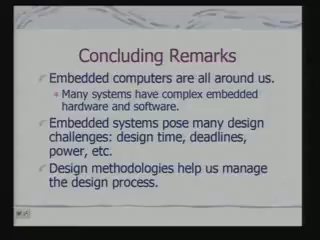 Concluding Remarks
Embedded computers are all around us.
Many systems have complex embedded
hardware and software.
Embedded systems pose many design
challenges: design time, deadlines,
power, etc.
Design methodologies help us manage
the design process.